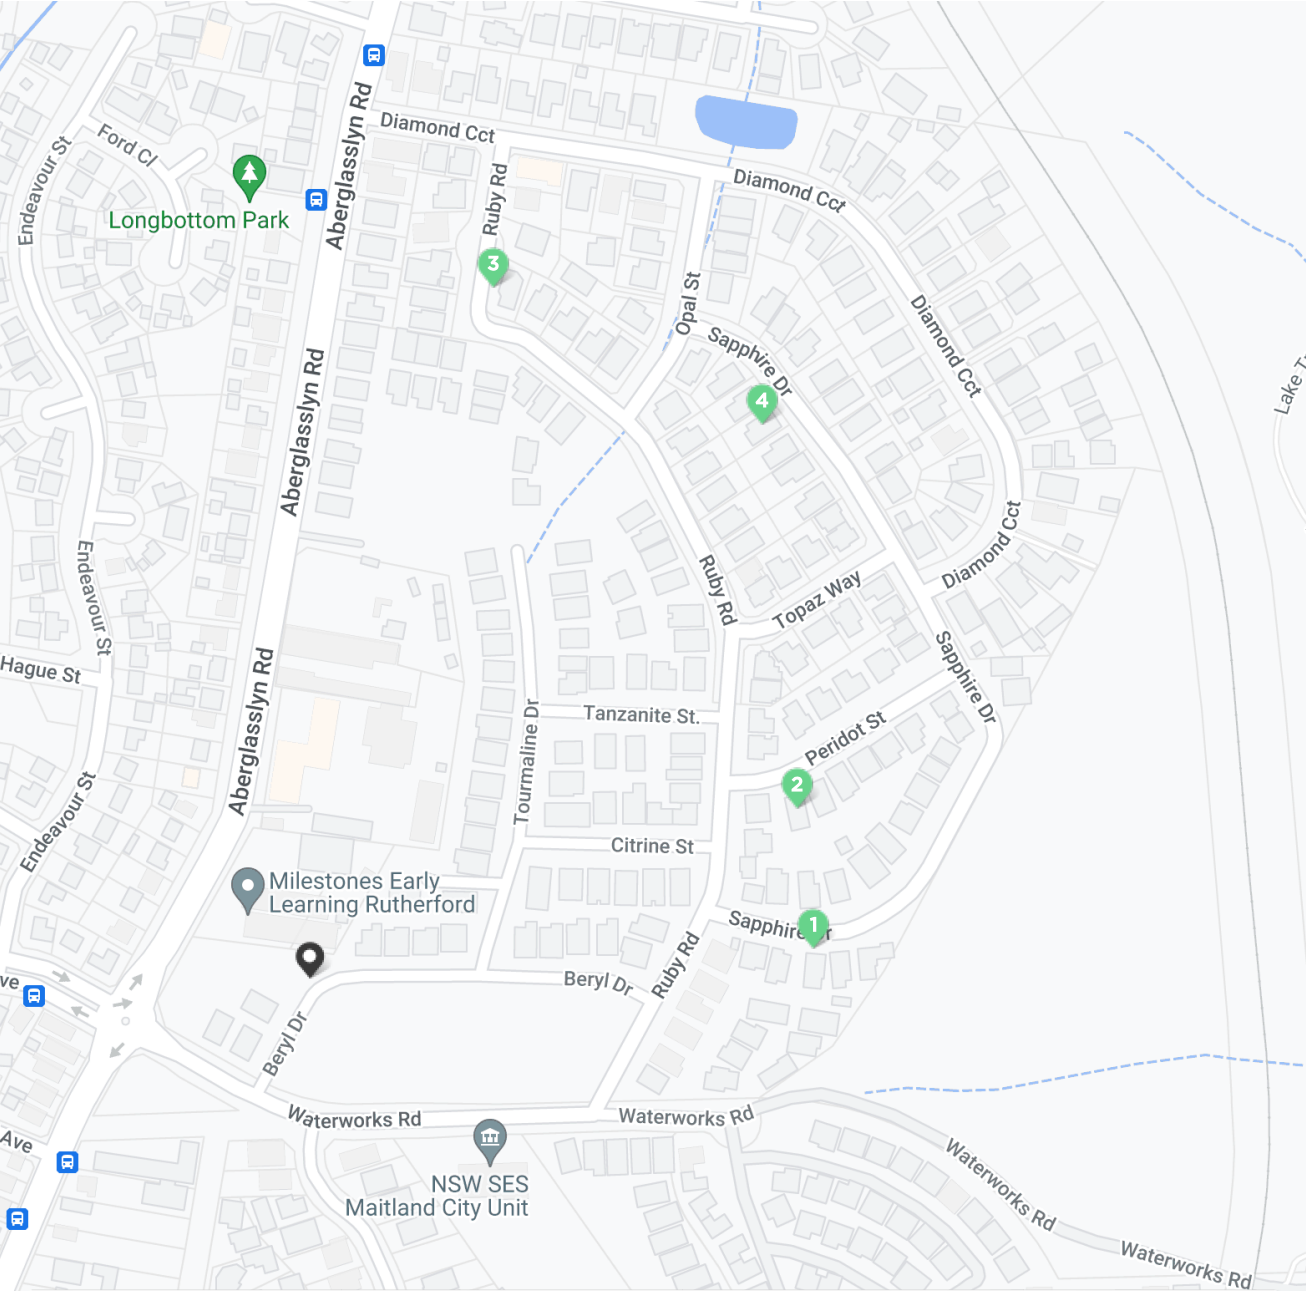 Aberglasslyn Rd
Diamond Cct
Ford Cl
Endeavour St
Ruby Rd
Diamond Cct
Longbottom Park
3
Opal St
Sapphire Dr
Diamond Cct
Lake
4
Aberglasslyn Rd
Diamond Cct
Endeavour St
Ruby Rd
Topaz Way
Hague St
Aberglasslyn Rd
Sapphire Dr
Tanzanite St.
Peridot St
Tourmaline Dr
2
Endeavour St
Citrine St
Milestones Early
Learning Rutherford
1
Sapphire Dr
Ruby Rd
Beryl Dr
ve
Beryl Dr
Waterworks Rd
Waterworks Rd
Ave
NSW SES
Maitland City Unit
Waterworks Rd
Waterworks Rd